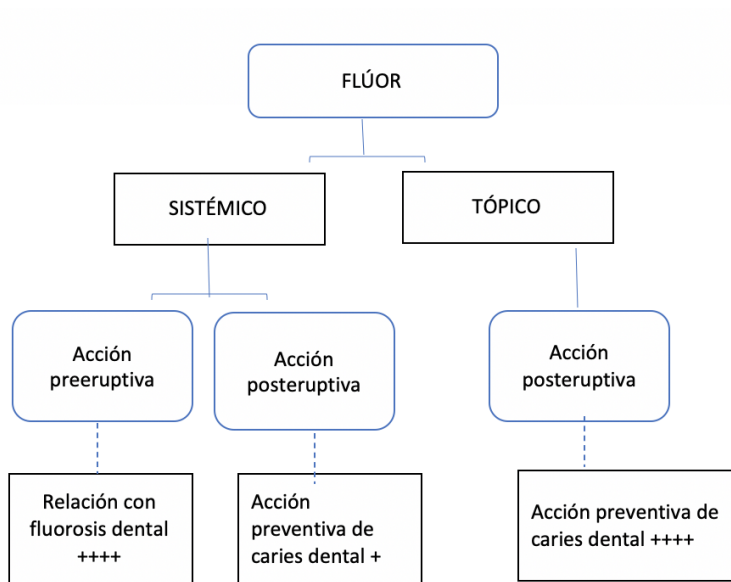 FLÚOR
SISTÉMICO
TÓPICO
Acción
preeruptiva
Acción
posteruptiva
Acción
posteruptiva
Relación con
fluorosis dental
++++
Acción
preventiva de
caries dental +
Acción preventiva de
caries dental ++++